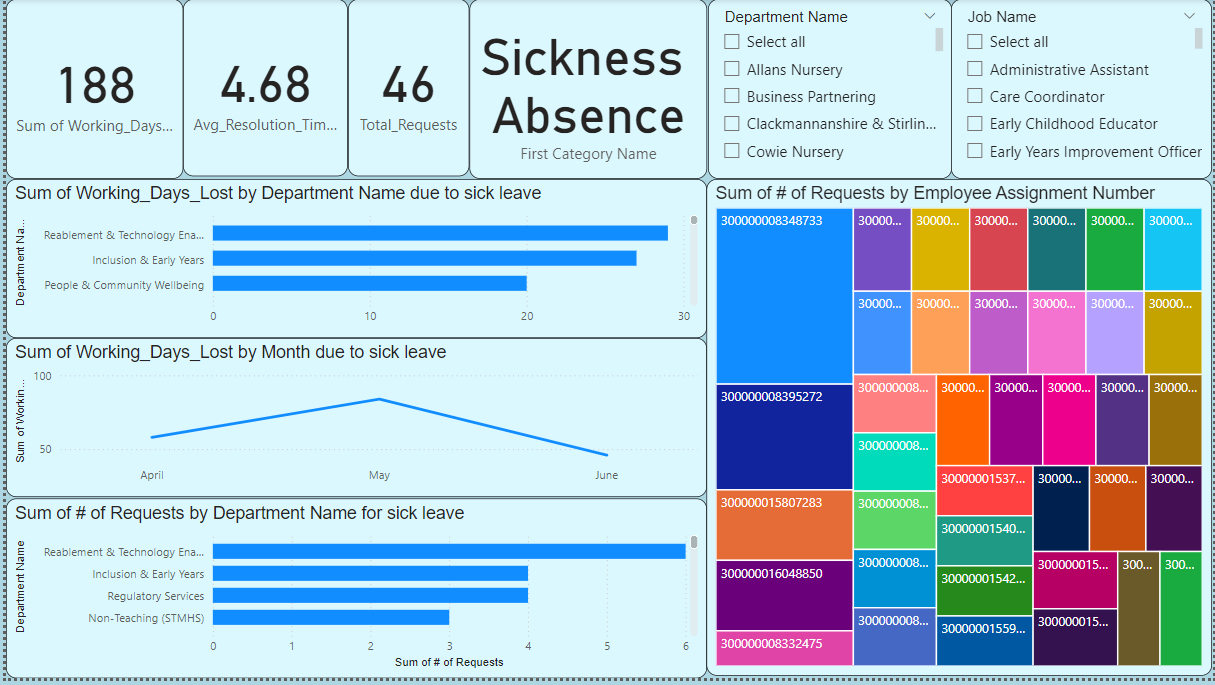 188
Sum of Working_Days...
4.68
Avg_Resolution_Tim...
46
Total_Requests
Sickness
Absence
First Category Name
Department Name
Select all
Allans Nursery
Business Partnering
Clackmannanshire & Stirlin...
Cowie Nursery
Job Name
Select all
Administrative Assistant
Care Coordinator
Early Childhood Educator
Early Years Improvement Officer
Sum of Working_Days_Lost by Department Name due to sick leave
Department Na...
Reablement & Technology Ena...
Inclusion & Early Years
People & Community Wellbeing
0 10 20 30
Sum of Working_Days_Lost by Month due to sick leave
Sum of Workin...
100
50
April May June
Sum of # of Requests by Department Name for sick leave
Department Name
Reablement & Technology Ena...
Inclusion & Early Years
Regulatory Services
Non-Teaching (STMHS)
0 1 2 3 4 5 6
Sum of # of Requests
Sum of # of Requests by Employee Assignment Number
300000008348733
300000008395272
300000015807283
300000016048850
300000008332475
30000... 30000... 30000... 30000... 30000... 30000...
30000... 30000... 30000... 30000... 30000... 30000...
300000008...
300000008...
300000008...
300000008...
300000008...
30000... 30000... 30000... 30000... 30000...
3000001537...
3000001540...
3000001542...
3000001559...
30000... 30000... 30000...
300000015...
300000015...
300... 300...